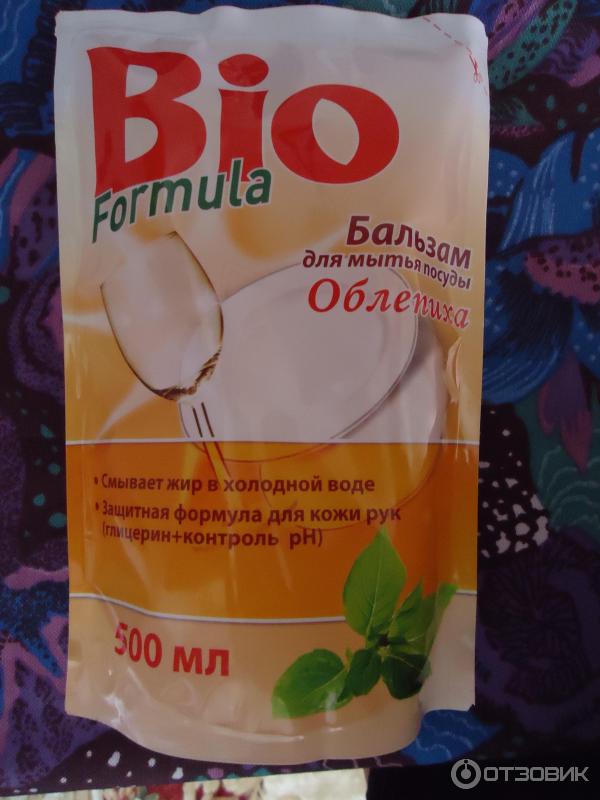 Bio
Formula
Бальзам
для мытья посуды
Облепиха
• Смывает жир в холодной воде
• Защитная формула для кожи рук
(глицерин+контроль pH)
500 мл
ОТЗОВИК